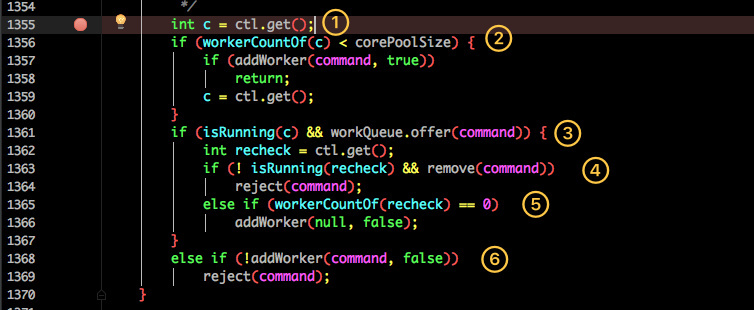 */
1355 int c = ctl.get(); 1
1356 if (workerCountOf(c) < corePoolSize) { 2
1357 if (addWorker(command, true))
1358 return;
1359 c = ctl.get();
1360 }
1361 if (isRunning(c) && workQueue.offer(command)) { 3
1362 int recheck = ctl.get();
1363 if (! isRunning(recheck) && remove(command)) 4
1364 reject(command);
1365 else if (workerCountOf(recheck) == 0) 5
1366 addWorker(null, false);
1367 }
1368 else if (!addWorker(command, false)) 6
1369 reject(command);
1370 }